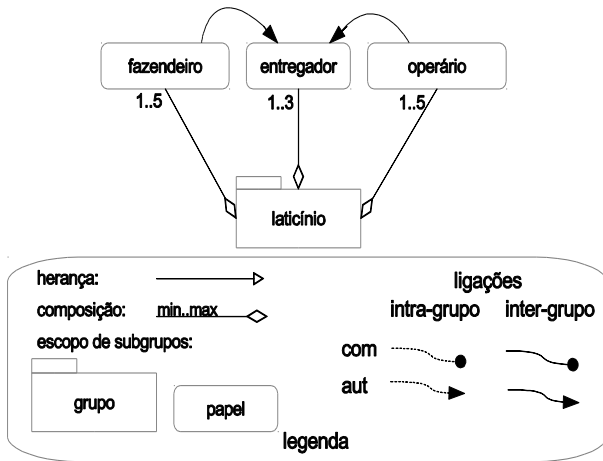 fazendeiro entregador operário
1..5 1..3 1..5
laticínio
herança: ligações
composição: min..max intra-grupo inter-grupo
escopo de subgrupos:
com
aut
grupo papel
legenda